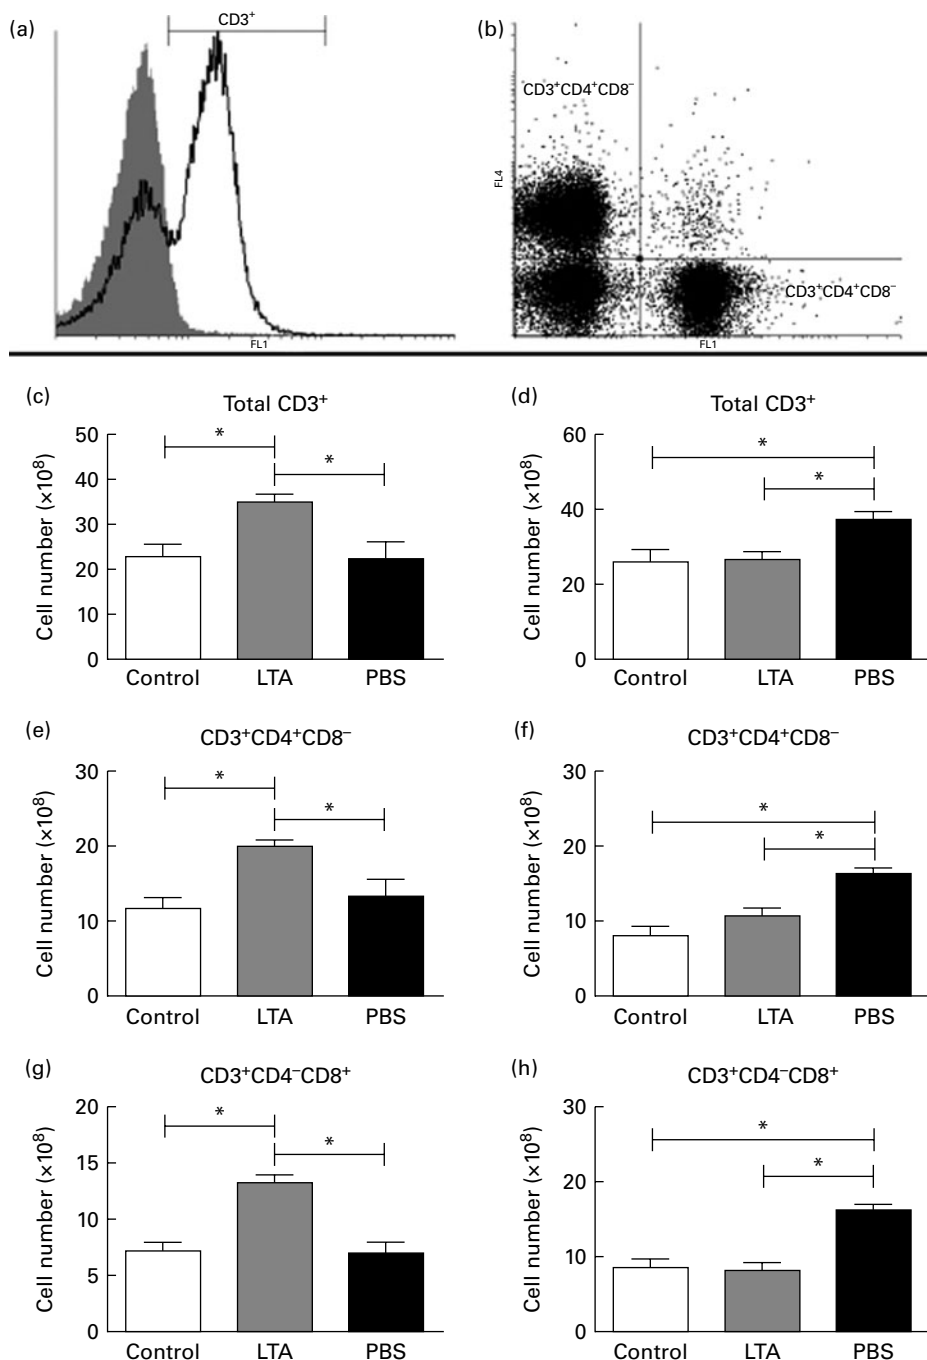 (a)
CD3⁺
FL1
(b)
CD3⁺CD4⁺CD8⁻
FL4
CD3⁺CD4⁺CD8⁻
FL1
(c)
Total CD3⁺
Cell number (×10⁸)
50
40
30
20
10
0
* *
Control LTA PBS
(d)
Total CD3⁺
Cell number (×10⁸)
60
40
20
0
*
*
Control LTA PBS
(e)
CD3⁺CD4⁺CD8⁻
Cell number (×10⁸)
30
20
10
0
*
*
Control LTA PBS
(f)
CD3⁺CD4⁺CD8⁻
Cell number (×10⁸)
30
20
10
0
*
*
Control LTA PBS
(g)
CD3⁺CD4⁻CD8⁺
Cell number (×10⁸)
20
15
10
5
0
*
*
Control LTA PBS
(h)
CD3⁺CD4⁻CD8⁺
Cell number (×10⁸)
30
20
10
0
*
*
Control LTA PBS